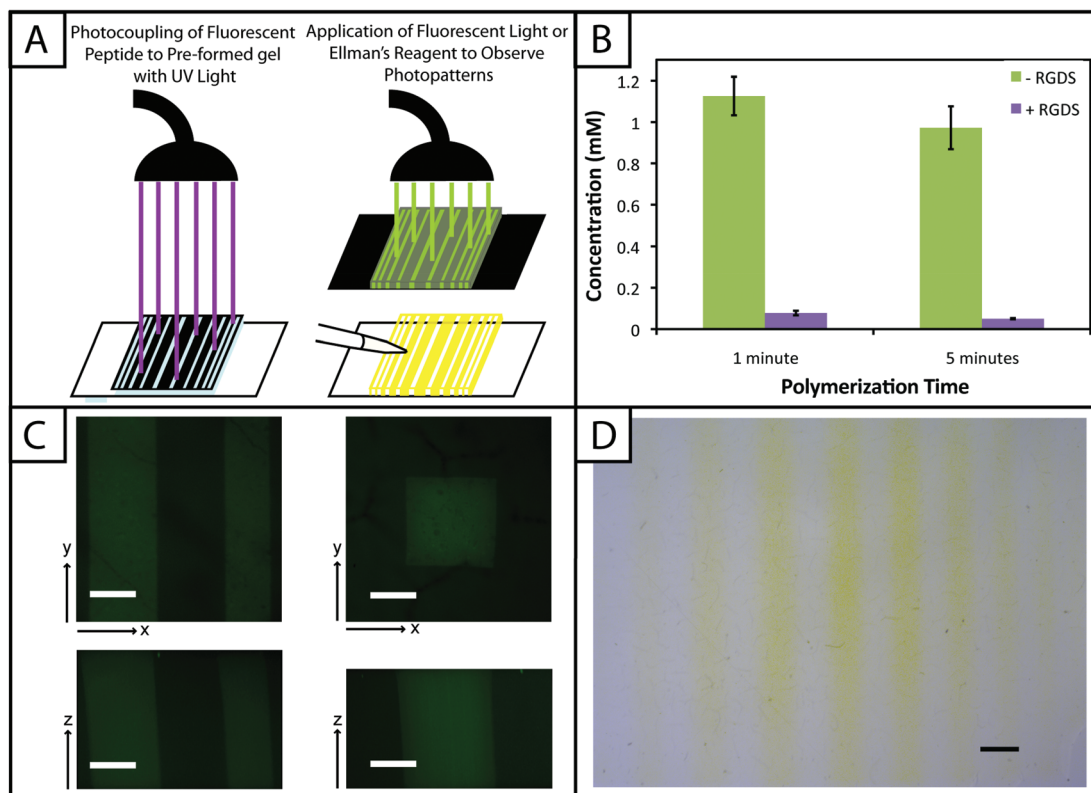 A
Photocoupling of Fluorescent
Peptide to Pre-formed gel
with UV Light
Application of Fluorescent Light or
Ellman's Reagent to Observe
Photopatterns
B
1.2
1
0.8
0.6
0.4
0.2
0
Concentration (mM)
- RGDS
+ RGDS
1 minute
5 minutes
Polymerization Time
C
y
x
y
x
z
z
D